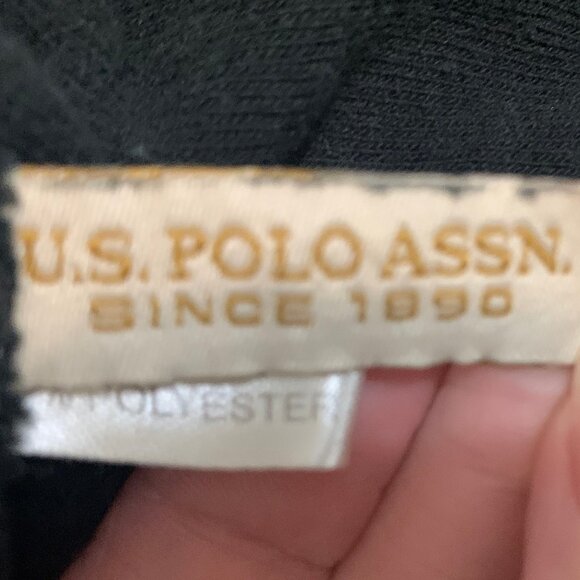 U.S. POLO ASSN.
SINCE 1890
POLYESTER